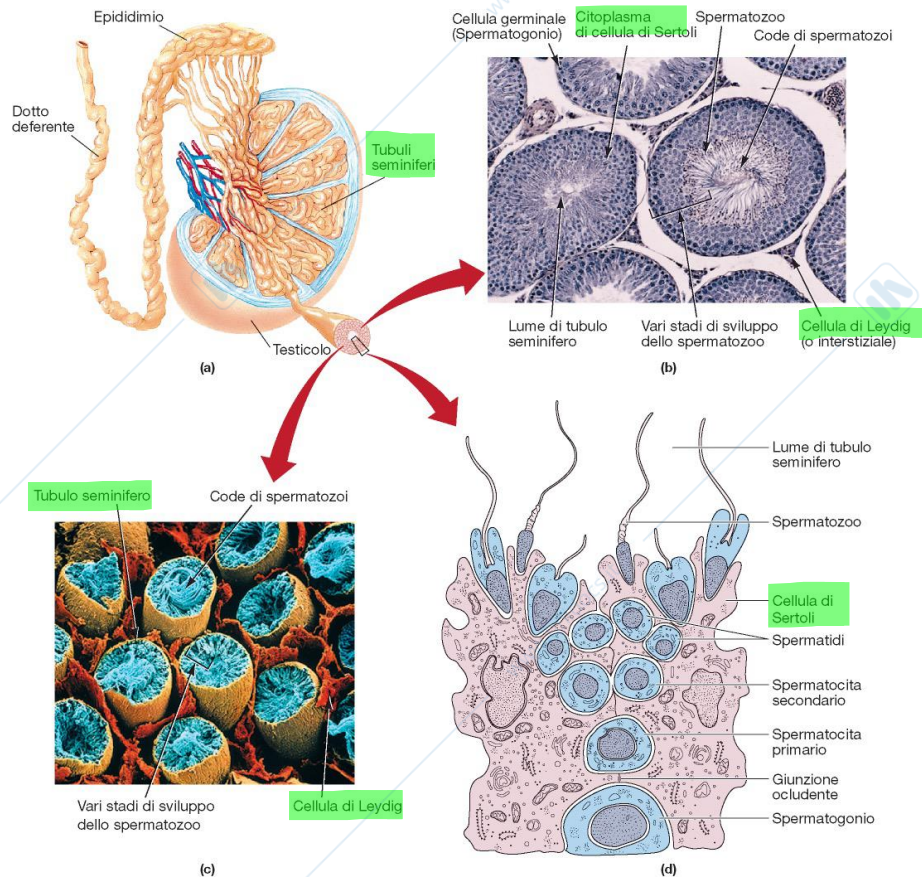 Epididimio
Dotto
deferente
Tubuli
seminiferi
Testicolo
(a)
Cellula germinale
(Spermatogonio)
Citoplasma
di cellula di Sertoli
Spermatozoo
Code di spermatozoi
Lume di tubulo
seminifero
Vari stadi di sviluppo
dello spermatozoo
Cellula di Leydig
(o interstiziale)
(b)
Tubulo seminifero
Code di spermatozoi
Vari stadi di sviluppo
dello spermatozoo
Cellula di Leydig
(c)
Lume di tubulo
seminifero
Spermatozoo
Cellula di
Sertoli
Spermatidi
Spermatocita
secondario
Spermatocita
primario
Giunzione
occludente
Spermatogonio
(d)